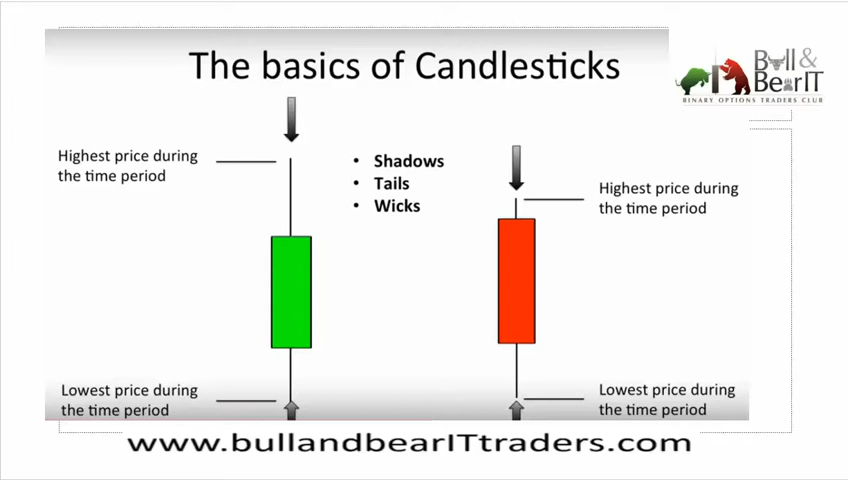 The basics of Candlesticks
Bull &
BearIT
BINARY OPTIONS TRADERS CLUB
Highest price during
the time period
• Shadows
• Tails
• Wicks
Highest price during
the time period
Lowest price during
the time period
Lowest price during
the time period
www.bullandbearITtraders.com